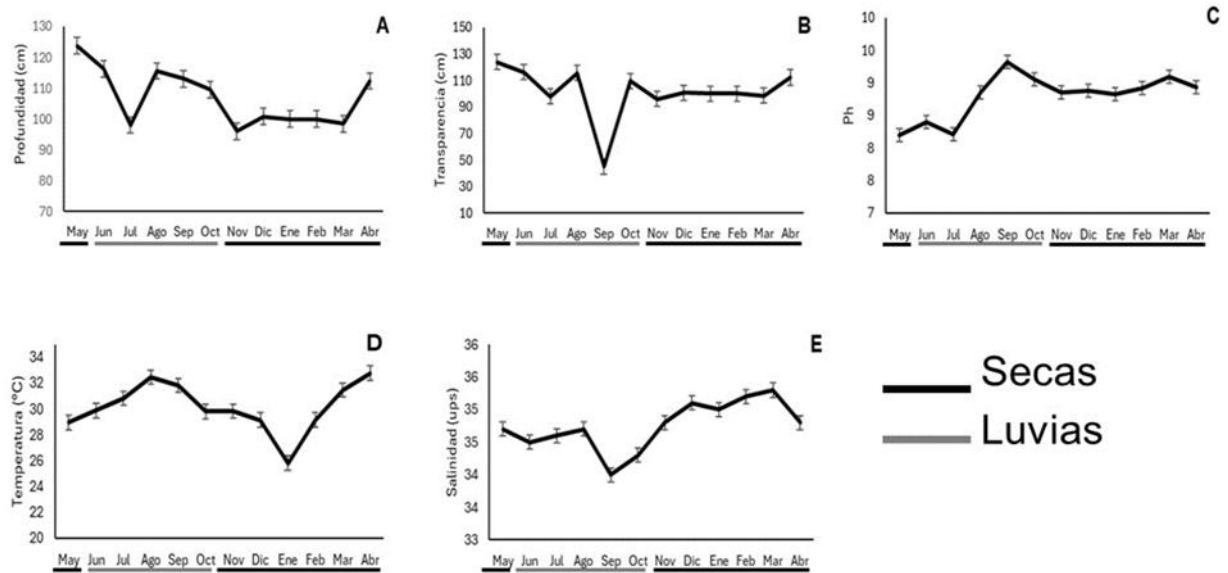 A
Profundidad (cm)
130
120
110
100
90
80
70
May Jun Jul Ago Sep Oct Nov Dic Ene Feb Mar Abr
B
Transparencia (cm)
150
130
110
90
70
50
30
10
May Jun Jul Ago Sep Oct Nov Dic Ene Feb Mar Abr
C
Ph
10
10
9
9
8
8
7
May Jun Jul Ago Sep Oct Nov Dic Ene Feb Mar Abr
D
Temperatura (°C)
34
32
30
28
26
24
22
20
May Jun Jul Ago Sep Oct Nov Dic Ene Feb Mar Abr
E
Salinidad (ups)
36
36
35
35
34
34
33
May Jun Jul Ago Sep Oct Nov Dic Ene Feb Mar Abr
Secas
Luvias